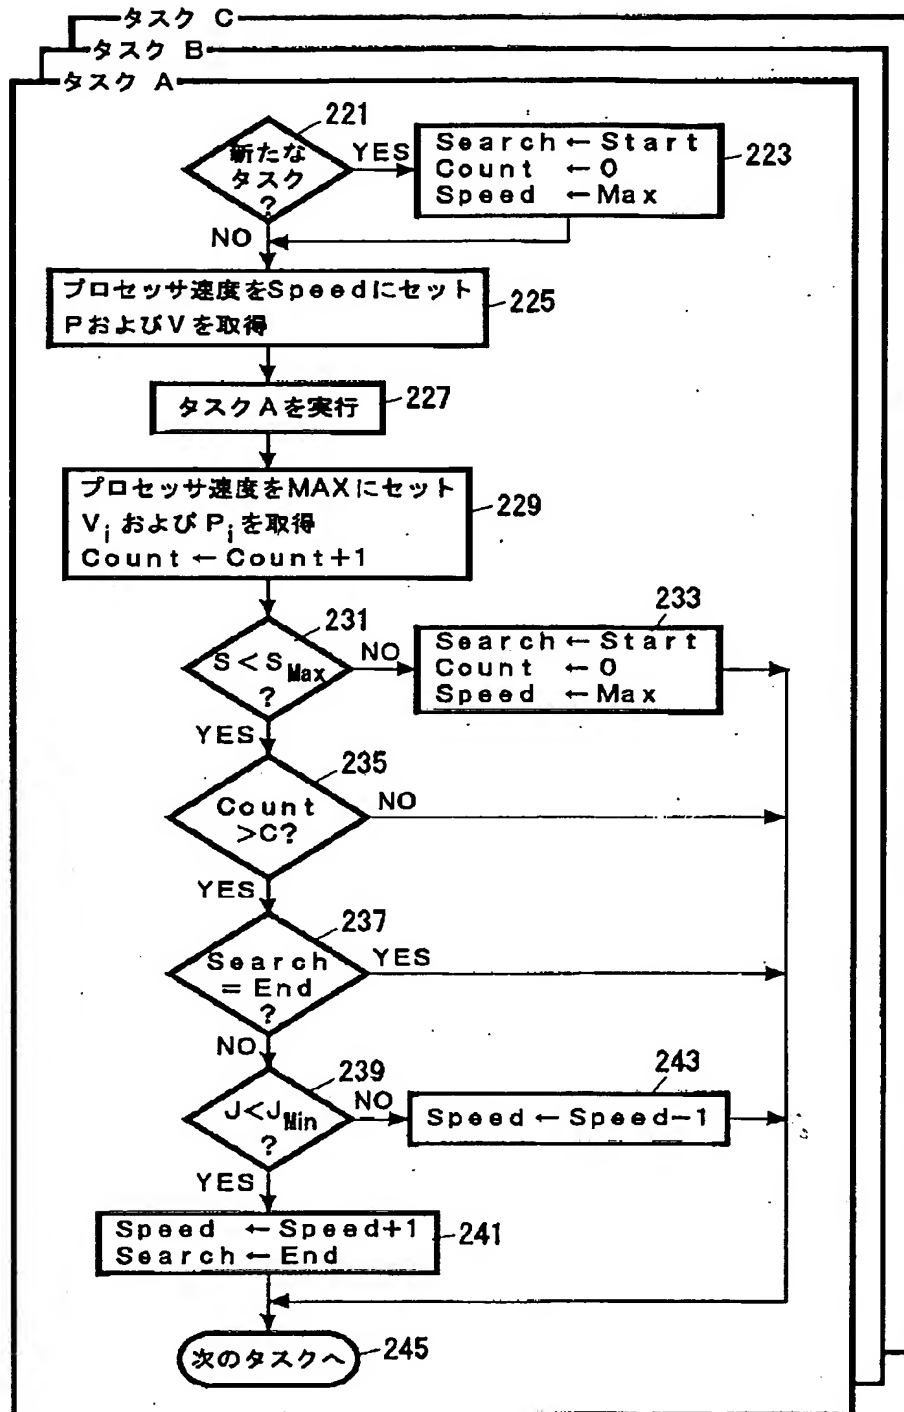 タスク C
タスク B
タスク A
221
新たな
タスク
?
YES
NO
Search←Start
Count ←0
Speed ←Max
223
プロセッサ速度をSpeedにセット
PおよびVを取得
225
タスクAを実行
227
プロセッサ速度をMAXにセット
Viおよび Piを取得
Count ← Count+1
229
231
S<SMax
?
NO
YES
233
Search←Start
Count ←0
Speed ←Max
235
Count
>C?
NO
YES
237
Search
=End
?
YES
NO
239
J<JMin
?
NO
YES
243
Speed←Speed-1
Speed ←Speed+1
Search←End
241
次のタスクへ
245